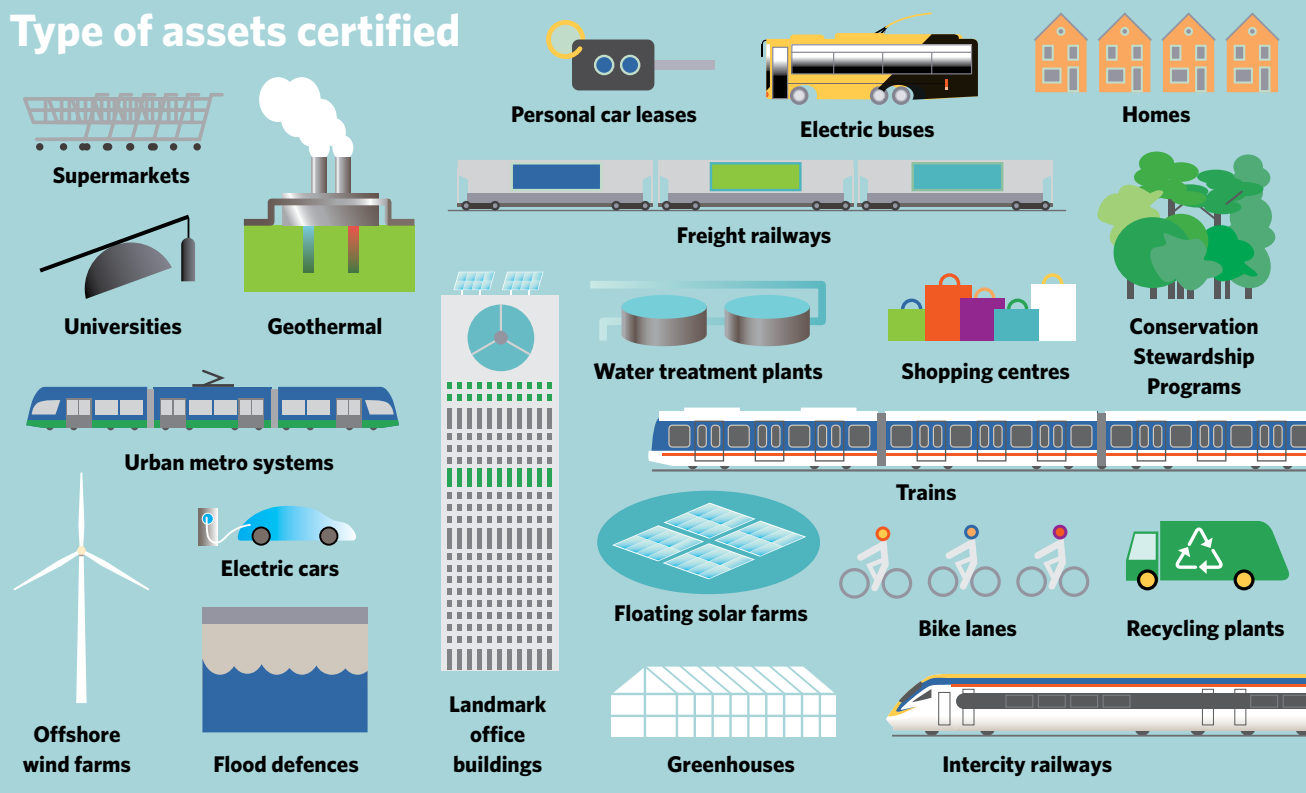 Type of assets certified
Personal car leases
Electric buses
Homes
Supermarkets
Freight railways
Universities
Geothermal
Water treatment plants
Shopping centres
Conservation
Stewardship
Programs
Urban metro systems
Trains
Electric cars
Floating solar farms
Bike lanes
Recycling plants
Offshore
wind farms
Flood defences
Landmark
office
buildings
Greenhouses
Intercity railways